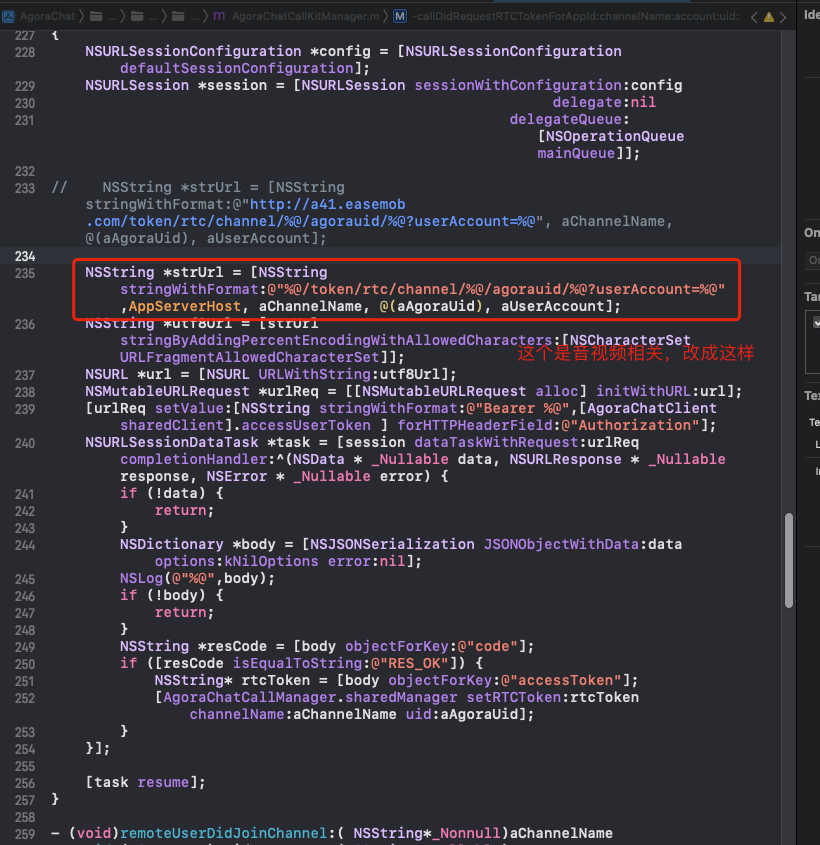 AgoraChat … … … m AgoraChatCallKitManager.m M -callDidRequestRTCTokenForAppId:channelName:account:uid: Ide
227 {
228 NSURLSessionConfiguration *config = [NSURLSessionConfiguration
defaultSessionConfiguration];
229 NSURLSession *session = [NSURLSession sessionWithConfiguration:config
230 delegate:nil
231 delegateQueue:
[NSOperationQueue
mainQueue]];
232
233 // NSString *strUrl = [NSString
stringWithFormat:@"http://a41.easemob
.com/token/rtc/channel/%@/agorauid/%@?userAccount=%@", aChannelName,
@(aAgoraUid), aUserAccount];
On
234
235 NSString *strUrl = [NSString
stringWithFormat:@"%@/token/rtc/channel/%@/agorauid/%@?userAccount=%@"
,AppServerHost, aChannelName, @(aAgoraUid), aUserAccount];
Tar
236 NSString *utf8Url = [strUrl
stringByAddingPercentEncodingWithAllowedCharacters:[NSCharacterSet
URLFragmentAllowedCharacterSet]];
这个是音视频相关，改成这样
237 NSURL *url = [NSURL URLWithString:utf8Url];
238 NSMutableURLRequest *urlReq = [[NSMutableURLRequest alloc] initWithURL:url];
239 [urlReq setValue:[NSString stringWithFormat:@"Bearer %@",[AgoraChatClient
sharedClient].accessUserToken ] forHTTPHeaderField:@"Authorization"];
Tex
Te
240 NSURLSessionDataTask *task = [session dataTaskWithRequest:urlReq
completionHandler:^(NSData * _Nullable data, NSURLResponse * _Nullable
response, NSError * _Nullable error) {
241 if (!data) {
242 return;
243 }
244 NSDictionary *body = [NSJSONSerialization JSONObjectWithData:data
options:kNilOptions error:nil];
245 NSLog(@"%@",body);
246 if (!body) {
247 return;
248 }
249 NSString *resCode = [body objectForKey:@"code"];
250 if ([resCode isEqualToString:@"RES_OK"]) {
251 NSString* rtcToken = [body objectForKey:@"accessToken"];
252 [AgoraChatCallManager.sharedManager setRTCToken:rtcToken
channelName:aChannelName uid:aAgoraUid];
253 }
254 }];
255
256 [task resume];
257 }
258
259 - (void)remoteUserDidJoinChannel:( NSString*_Nonnull)aChannelName